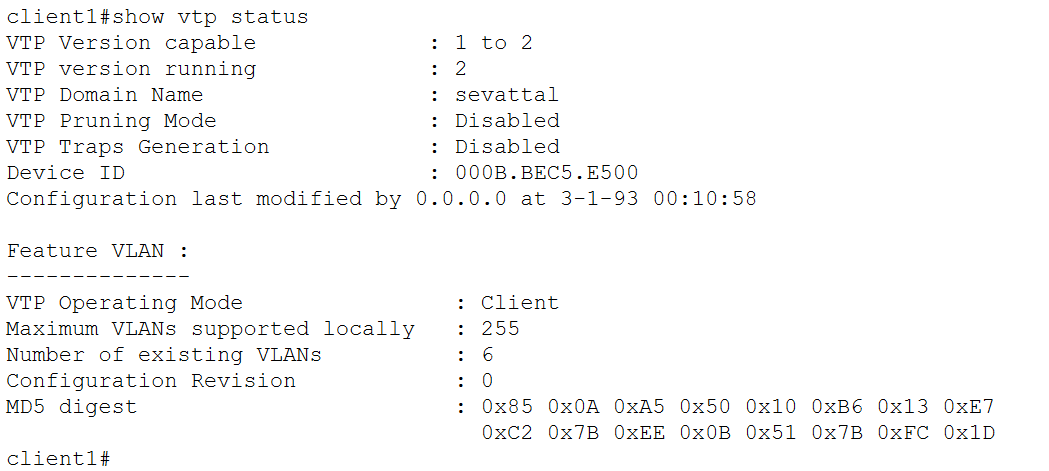 client1#show vtp status
VTP Version capable             : 1 to 2
VTP version running             : 2
VTP Domain Name                 : sevattal
VTP Pruning Mode                : Disabled
VTP Traps Generation            : Disabled
Device ID                       : 000B.BEC5.E500
Configuration last modified by 0.0.0.0 at 3-1-93 00:10:58

Feature VLAN :
--------------
VTP Operating Mode                : Client
Maximum VLANs supported locally   : 255
Number of existing VLANs          : 6
Configuration Revision            : 0
MD5 digest                        : 0x85 0x0A 0xA5 0x50 0x10 0xB6 0x13 0xE7
                                    0xC2 0x7B 0xEE 0x0B 0x51 0x7B 0xFC 0x1D
client1#